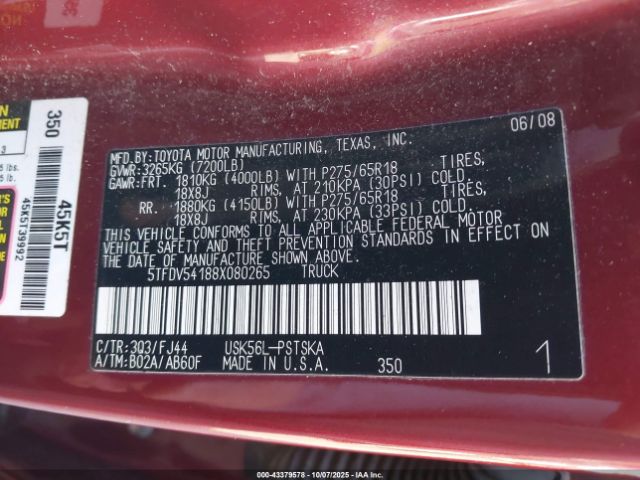 MFD.BY:TOYOTA MOTOR MANUFACTURING, TEXAS, INC. 06/08
GVWR:3265KG (7200LB)
GAWR:FRT. 1810KG (4000LB) WITH P275/65R18 TIRES,
18X8J RIMS, AT 210KPA (30PSI) COLD.
RR. 1880KG (4150LB) WITH P275/65R18 TIRES,
18X8J RIMS, AT 230KPA (33PSI) COLD.
THIS VEHICLE CONFORMS TO ALL APPLICABLE FEDERAL MOTOR
VEHICLE SAFETY AND THEFT PREVENTION STANDARDS IN EFFECT
ON THE DATE OF MANUFACTURE SHOWN ABOVE.
5TFDV54188X080265 TRUCK
C/TR:3Q3/FJ44 USK56L-PSTSKA
A/TM:B02A/AB60F MADE IN U.S.A. 350 1
350
45K5T
45K5T39992
000-43379578 - 10/07/2025 - IAAI.com